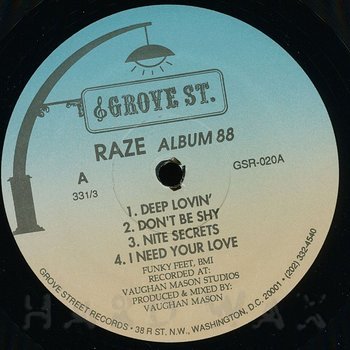 GROVE ST.
RAZE ALBUM 88
A
331/3
GSR-020A
1. DEEP LOVIN'
2. DON'T BE SHY
3. NITE SECRETS
4. I NEED YOUR LOVE
FUNKY FEET, BMI
RECORDED AT:
VAUGHAN MASON STUDIOS
PRODUCED & MIXED BY
VAUGHAN MASON
GROVE STREET RECORDS • 38 R ST. N.W., WASHINGTON, D.C. 20001 • (202) 332-4540
HARDWAX